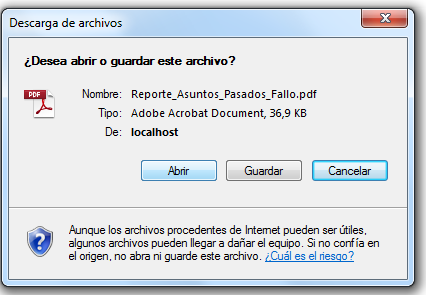 Descarga de archivos
¿Desea abrir o guardar este archivo?
PDF
Nombre: Reporte_Asuntos_Pasados_Fallo.pdf
Tipo: Adobe Acrobat Document, 36,9 KB
De: localhost
Abrir Guardar Cancelar
Aunque los archivos procedentes de Internet pueden ser útiles,
algunos archivos pueden llegar a dañar el equipo. Si no confía en
el origen, no abra ni guarde este archivo. ¿Cuál es el riesgo?